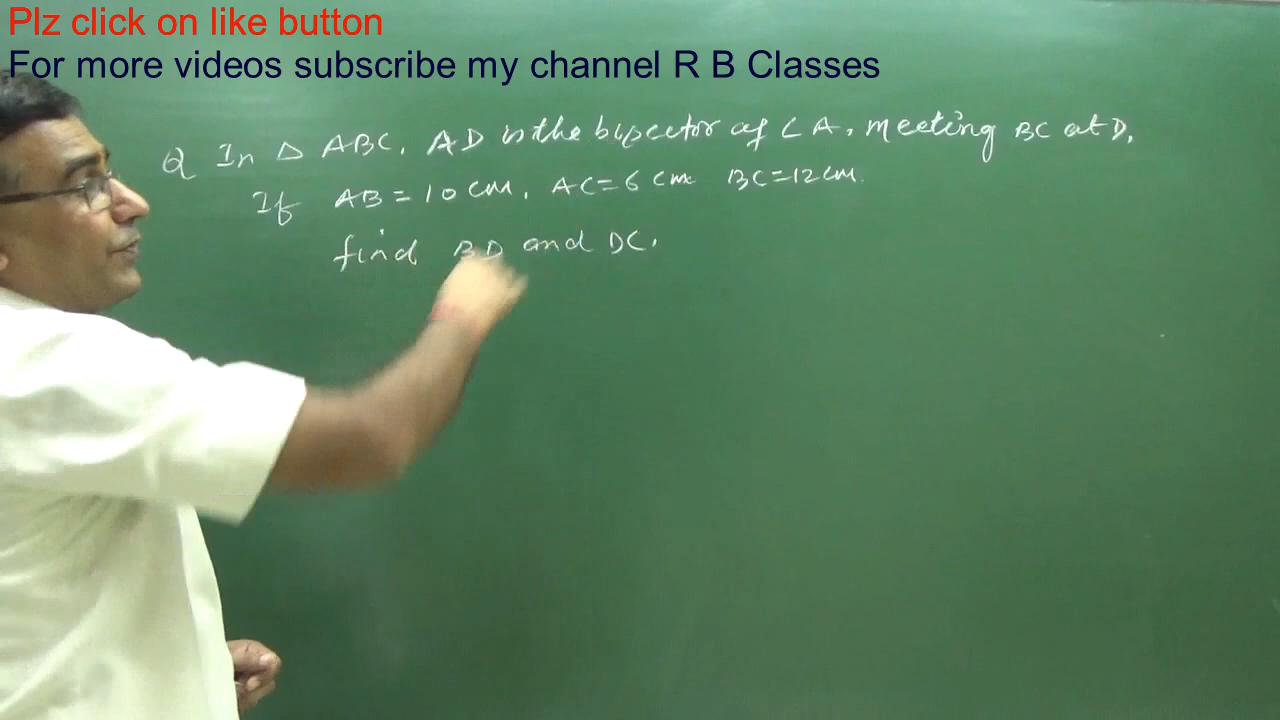 Plz click on like button
For more videos subscribe my channel R B Classes
Q In Δ ABC, AD is the bisector of ∠A, meeting BC at D.
If AB = 10 cm, AC = 6 cm BC = 12 cm.
find BD and DC.